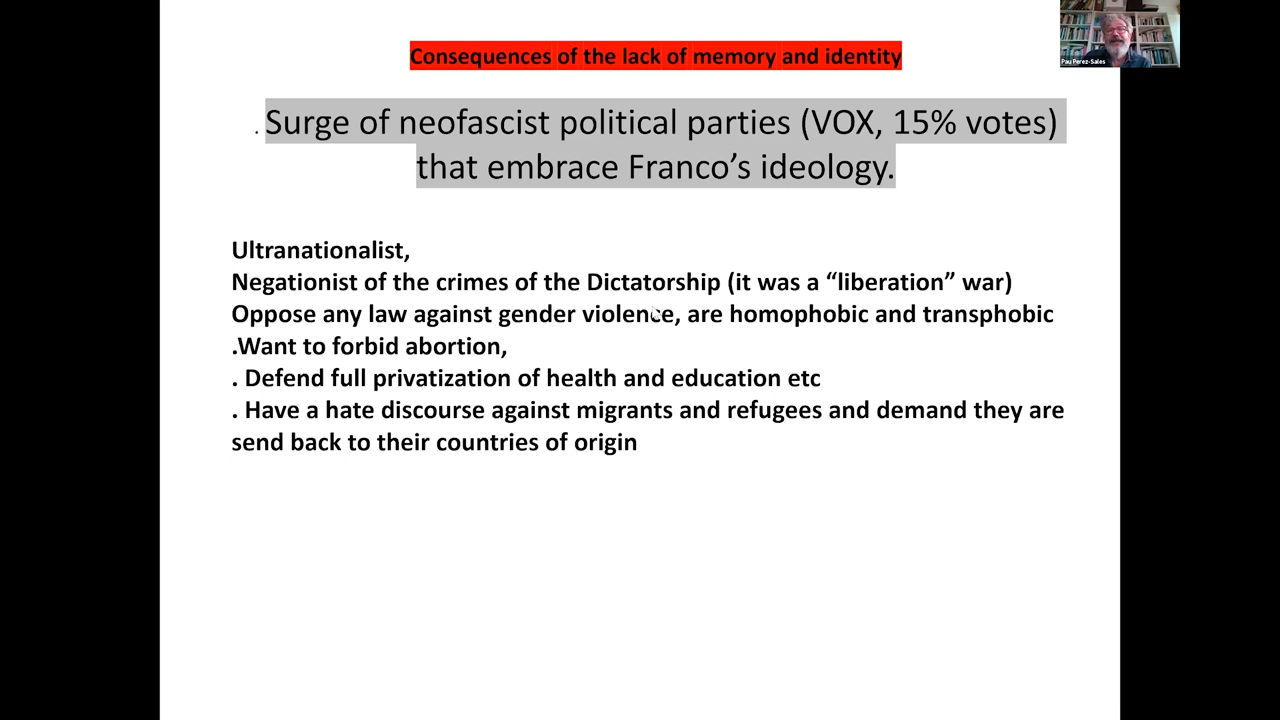 Consequences of the lack of memory and identity
Pau Perez-Sales
. Surge of neofascist political parties (VOX, 15% votes)
that embrace Franco’s ideology.
Ultranationalist,
Negationist of the crimes of the Dictatorship (it was a “liberation” war)
Oppose any law against gender violence, are homophobic and transphobic
.Want to forbid abortion,
. Defend full privatization of health and education etc
. Have a hate discourse against migrants and refugees and demand they are
send back to their countries of origin